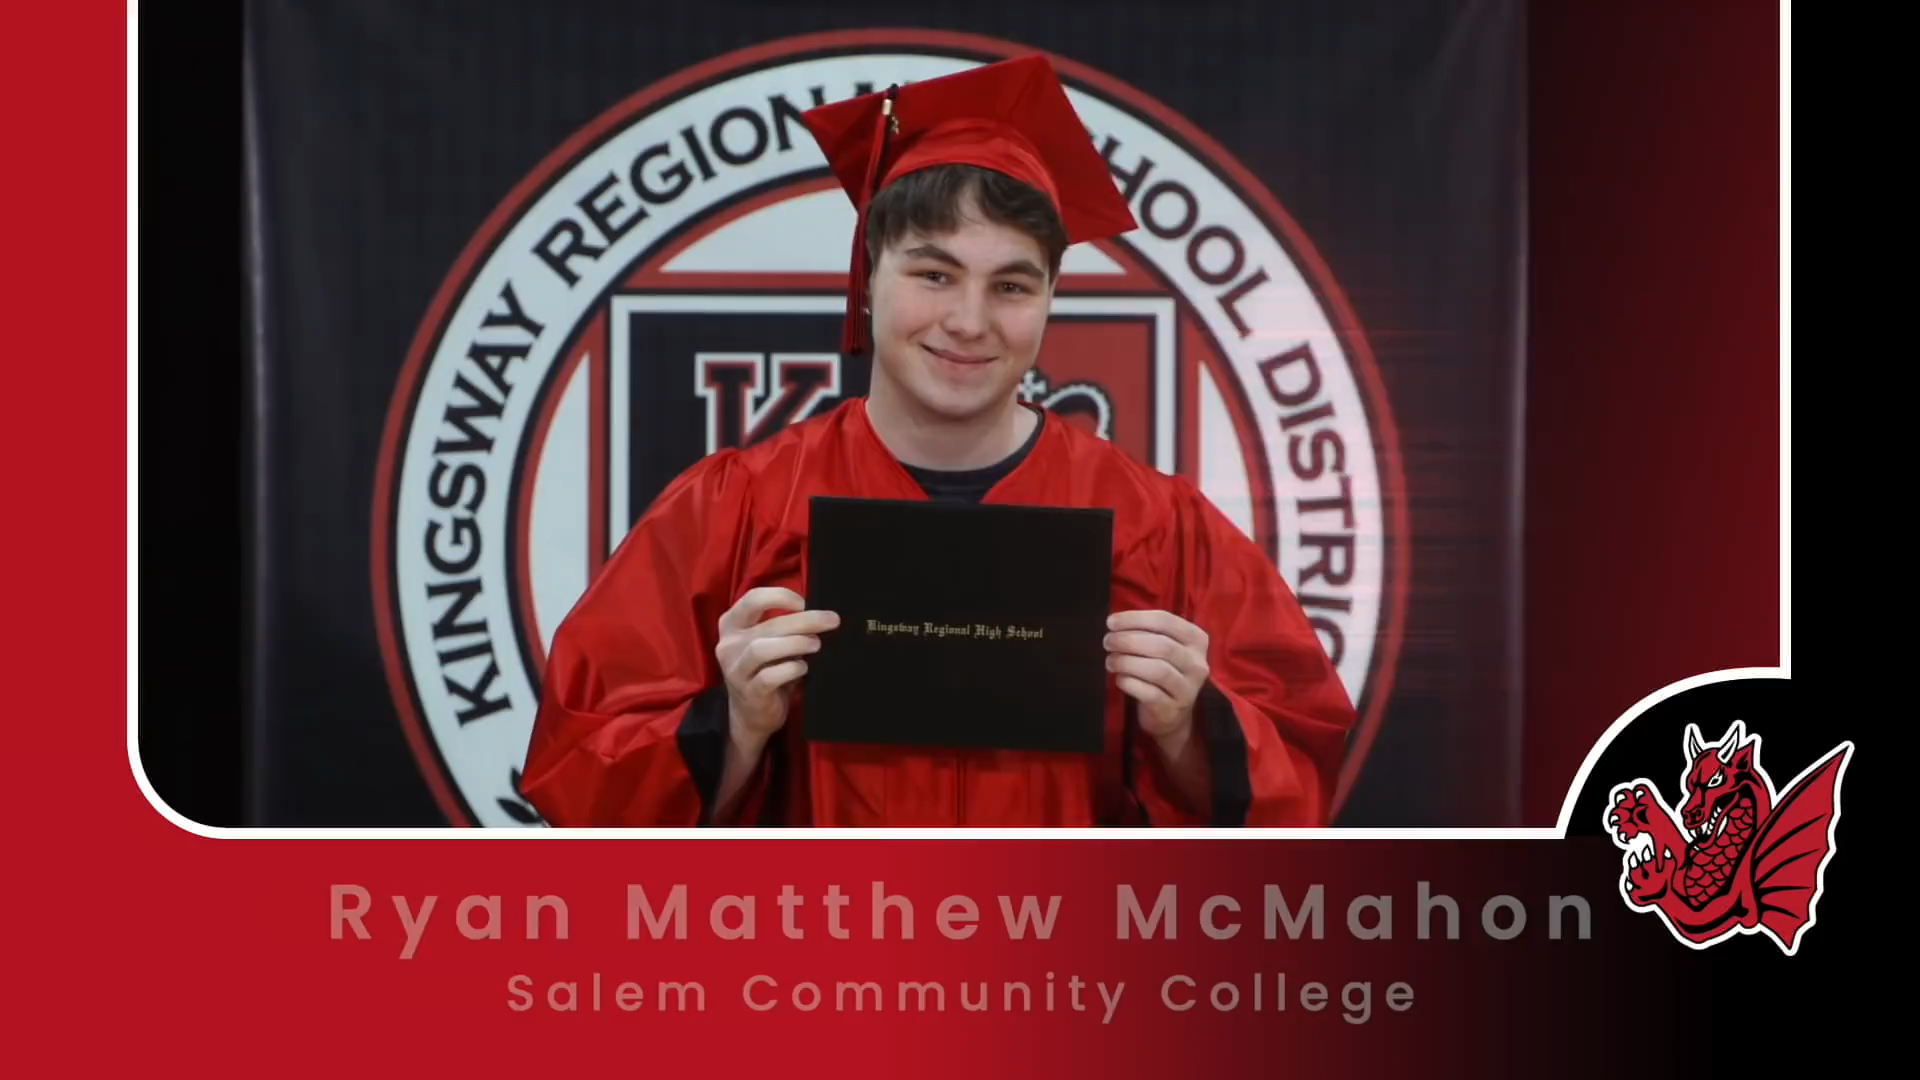 KINGSWAY REGIONAL SCHOOL DISTRIC
K
Kingsway Regional High School
Ryan Matthew McMahon
Salem Community College